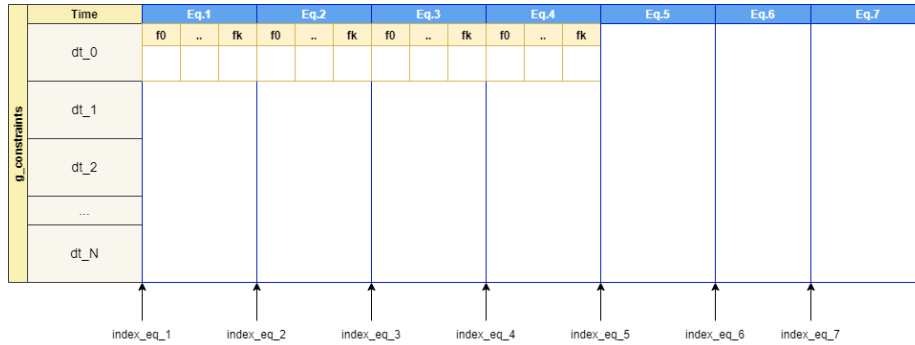 Time Eq.1 Eq.2 Eq.3 Eq.4 Eq.5 Eq.6 Eq.7
f0 .. fk f0 .. fk f0 .. fk f0 .. fk
g_constraints
dt_0
dt_1
dt_2
...
dt_N
index_eq_1 index_eq_2 index_eq_3 index_eq_4 index_eq_5 index_eq_6 index_eq_7